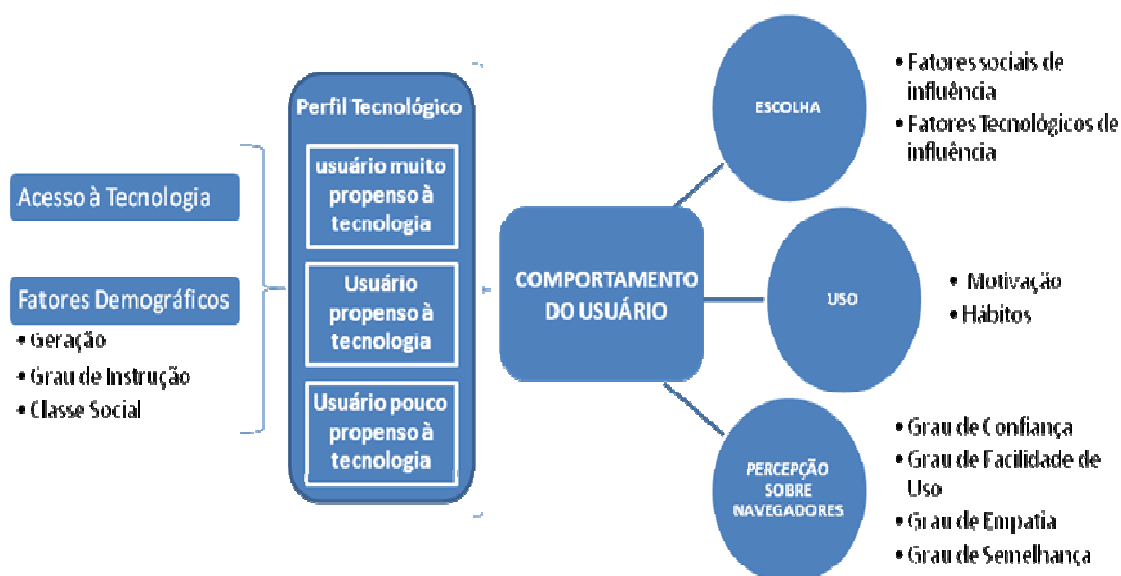 Acesso à Tecnologia
Fatores Demográficos
• Geração
• Grau de Instrução
• Classe Social
Perfil Tecnológico
usuário muito
propenso à
tecnologia
Usuário
propenso à
tecnologia
Usuário pouco
propenso à
tecnologia
COMPORTAMENTO
DO USUÁRIO
ESCOLHA
• Fatores sociais de
influência
• Fatores Tecnológicos de
influência
USO
• Motivação
• Hábitos
PERCEPÇÃO
SOBRE
NAVEGADORES
• Grau de Confiança
• Grau de Facilidade de
Uso
• Grau de Empatia
• Grau de Semelhança